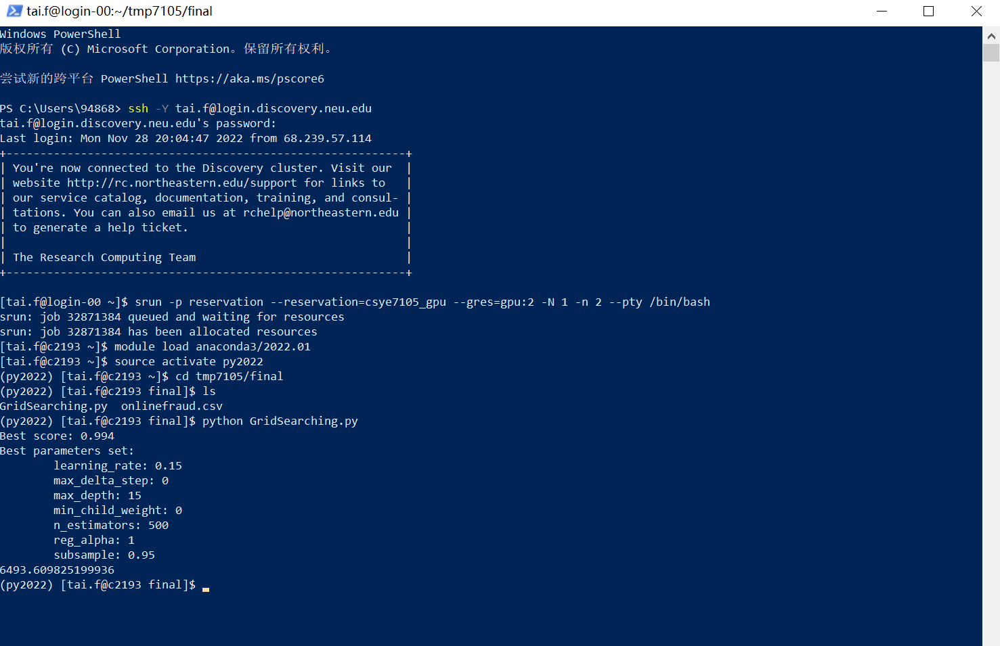 tai.f@login-00:~/tmp7105/final
Windows PowerShell
版权所有 (C) Microsoft Corporation。保留所有权利。
尝试新的跨平台 PowerShell https://aka.ms/pscore6
PS C:\Users\94868> ssh -Y tai.f@login.discovery.neu.edu
tai.f@login.discovery.neu.edu's password:
Last login: Mon Nov 28 20:04:47 2022 from 68.239.57.114
+-----------------------------------------------------------+
| You're now connected to the Discovery cluster. Visit our  |
| website http://rc.northeastern.edu/support for links to   |
| our service catalog, documentation, training, and consul- |
| tations. You can also email us at rchelp@northeastern.edu |
| to generate a help ticket.                                |
|                                                           |
| The Research Computing Team                               |
+-----------------------------------------------------------+
[tai.f@login-00 ~]$ srun -p reservation --reservation=csye7105_gpu --gres=gpu:2 -N 1 -n 2 --pty /bin/bash
srun: job 32871384 queued and waiting for resources
srun: job 32871384 has been allocated resources
[tai.f@c2193 ~]$ module load anaconda3/2022.01
[tai.f@c2193 ~]$ source activate py2022
(py2022) [tai.f@c2193 ~]$ cd tmp7105/final
(py2022) [tai.f@c2193 final]$ ls
GridSearching.py  onlinefraud.csv
(py2022) [tai.f@c2193 final]$ python GridSearching.py
Best score: 0.994
Best parameters set:
        learning_rate: 0.15
        max_delta_step: 0
        max_depth: 15
        min_child_weight: 0
        n_estimators: 500
        reg_alpha: 1
        subsample: 0.95
6493.609825199936
(py2022) [tai.f@c2193 final]$